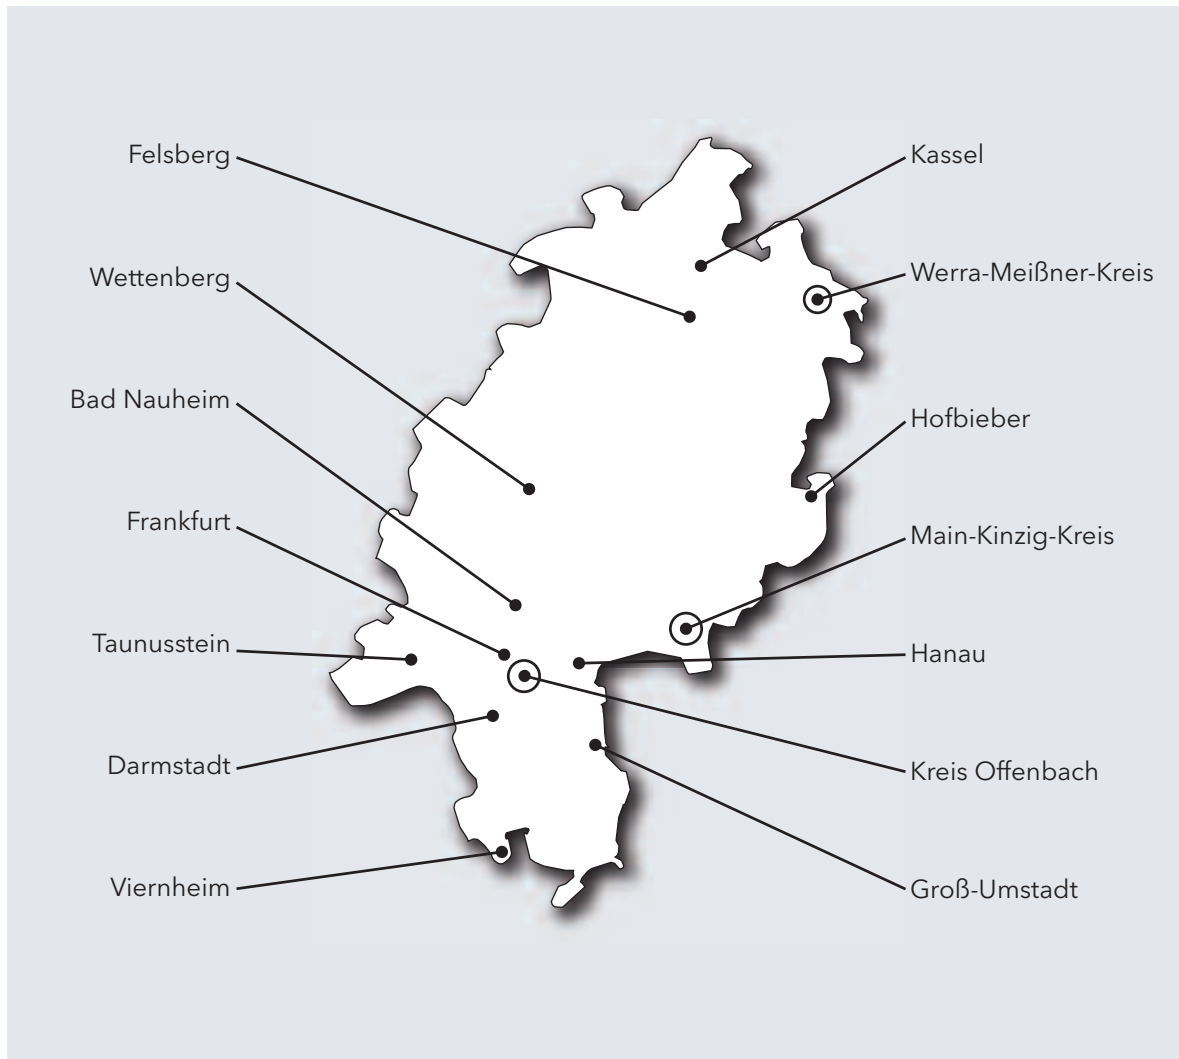 Felsberg
Wettenberg
Bad Nauheim
Frankfurt
Taunusstein
Darmstadt
Viernheim
Kassel
Werra-Meißner-Kreis
Hofbieber
Main-Kinzig-Kreis
Hanau
Kreis Offenbach
Groß-Umstadt